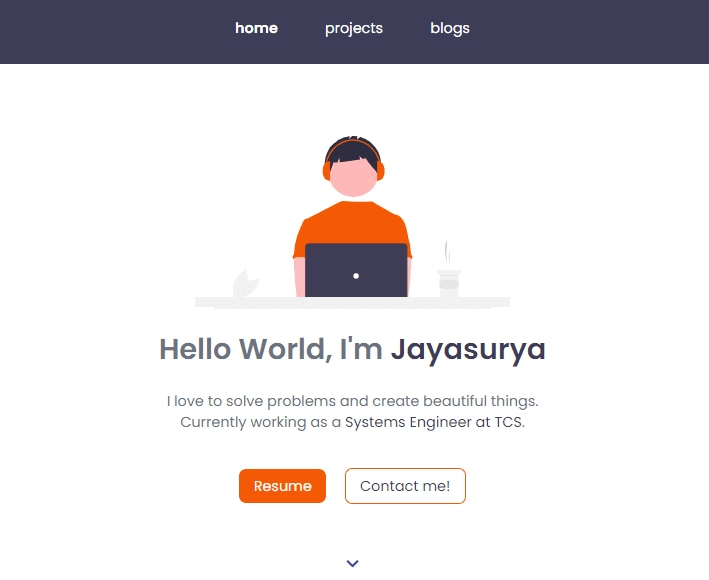 home projects blogs
Hello World, I'm Jayasurya
I love to solve problems and create beautiful things.
Currently working as a Systems Engineer at TCS.
Resume Contact me!